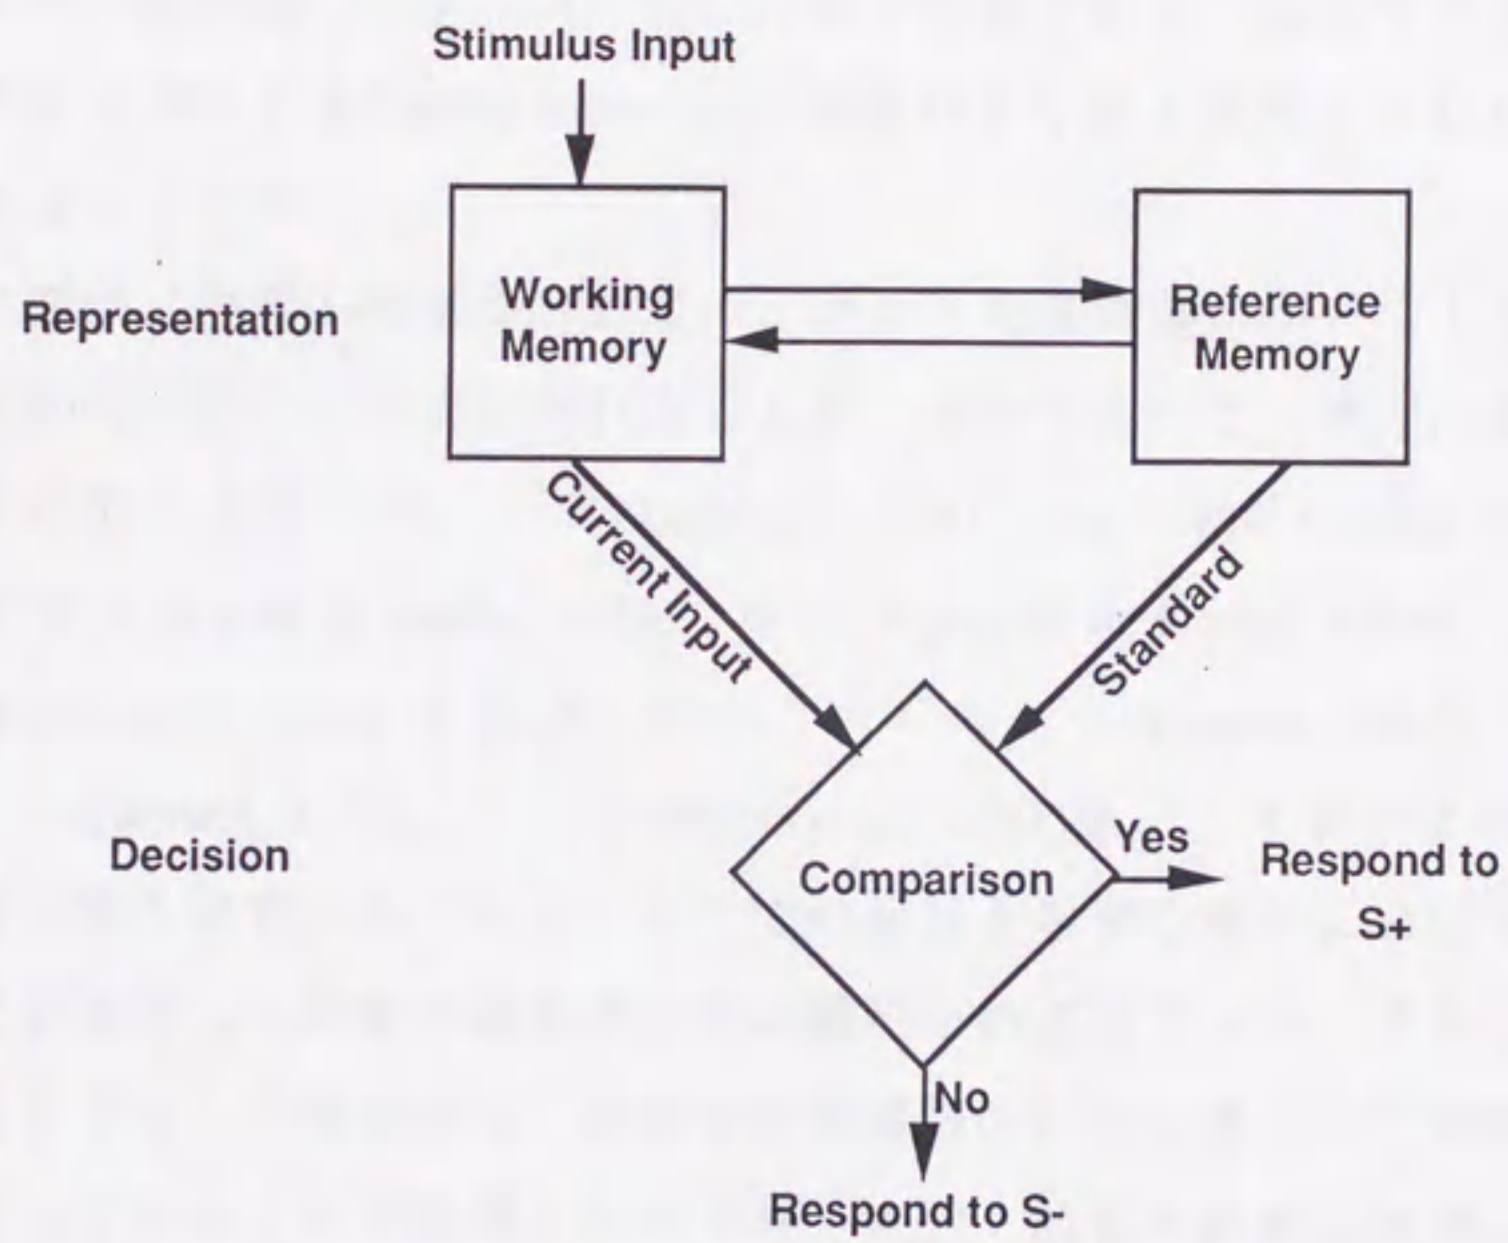 Stimulus Input
Working
Memory
Reference
Memory
Representation
Current Input
Standard
Decision
Comparison
Yes
Respond to
S+
No
Respond to S-